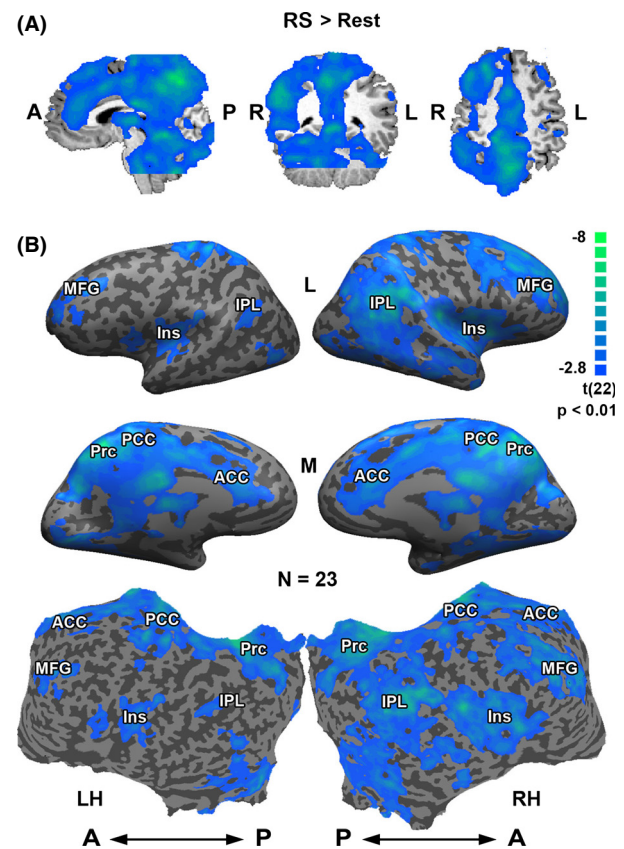 (A)
RS > Rest
A P R L R L
(B)
MFG IPL Ins
L
IPL MFG Ins
-8
-2.8
t(22)
p < 0.01
PCC Prc ACC
M
PCC Prc ACC
N = 23
ACC PCC Prc
MFG IPL Ins
Prc PCC ACC
IPL MFG Ins
LH RH
A P P A